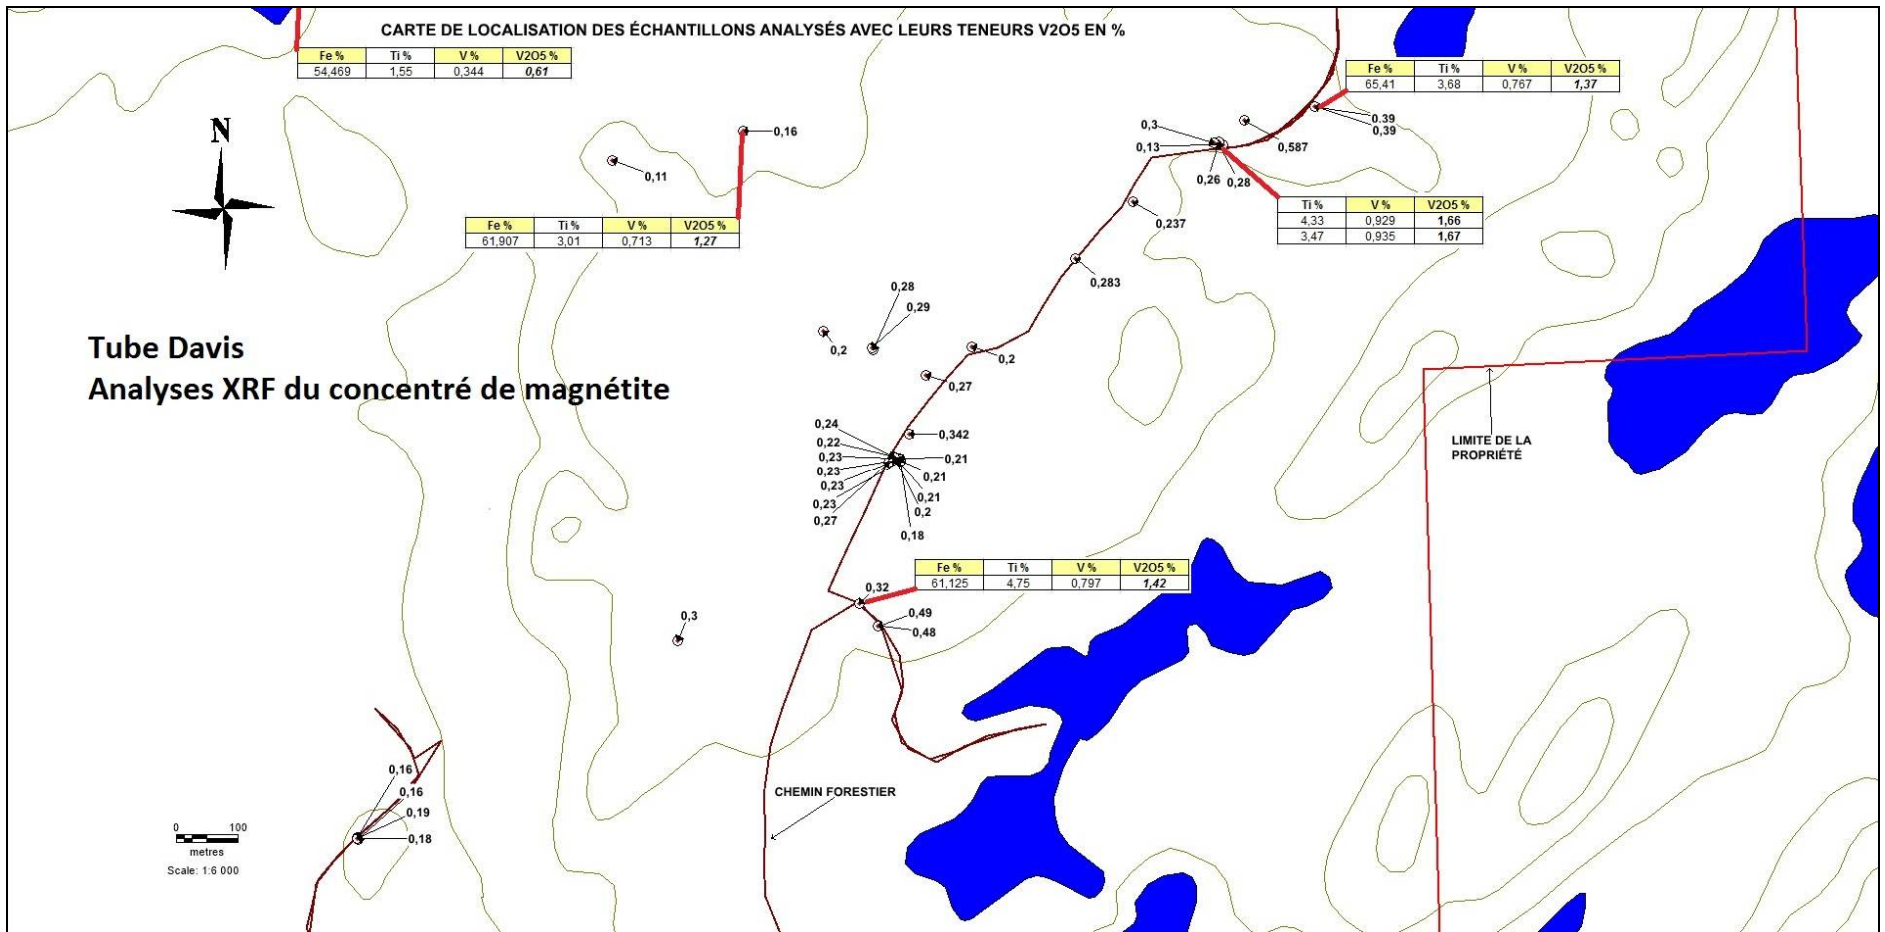 CARTE DE LOCALISATION DES ÉCHANTILLONS ANALYSÉS AVEC LEURS TENEURS V2O5 EN %
Fe % Ti % V % V2O5 %
54,469 1,55 0,344 0,61
Fe % Ti % V % V2O5 %
65,41 3,68 0,767 1,37
N
0,16
0,11
0,3
0,13
0,26
0,28
0,587
0.39
0,39
Fe % Ti % V % V2O5 %
61,907 3,01 0,713 1,27
Ti % V % V2O5 %
4,33 0,929 1,66
3,47 0,935 1,67
0,237
0,283
0,28
0,29
0,2
0,2
0,27
Tube Davis
Analyses XRF du concentré de magnétite
0,342
0,24
0,22
0,23
0,23
0,23
0,23
0,27
0,21
0,21
0,21
0,2
0,18
LIMITE DE LA
PROPRIÉTÉ
Fe % Ti % V % V2O5 %
61,125 4,75 0,797 1,42
0,32
0,49
0,48
0,3
0,16
0,16
0,19
0,18
CHEMIN FORESTIER
0 100
metres
Scale: 1:6 000